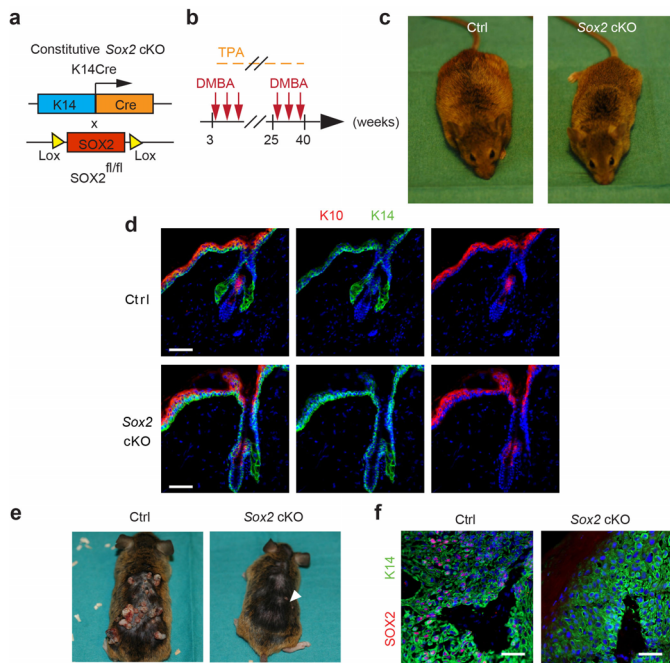 a
Constitutive Sox2 cKO
K14Cre
K14
Cre
x
SOX2
Lox
Lox
SOX2fl/fl
b
TPA
DMBA
DMBA
3
25
40
(weeks)
c
Ctrl
Sox2 cKO
d
K10
K14
Ctrl
Sox2
cKO
e
Ctrl
Sox2 cKO
f
Ctrl
Sox2 cKO
SOX2 K14